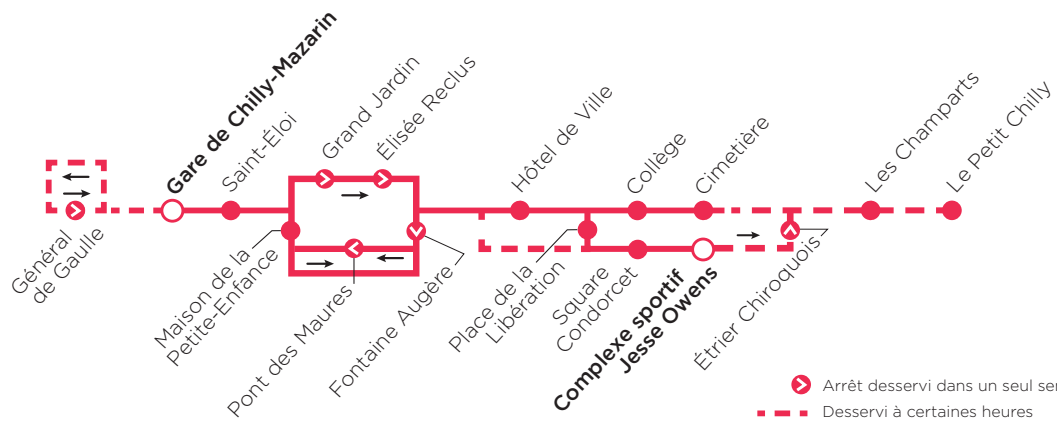 Général
de Gaulle
Gare de Chilly-Mazarin
Saint-Éloi
Maison de la
Petite-Enfance
Grand Jardin
Élisée Reclus
Pont des Maures
Fontaine Augère
Hôtel de Ville
Place de la
Libération
Collège
Square
Condorcet
Cimetière
Complexe sportif
Jesse Owens
Étrier Chiroquois
Les Champarts
Le Petit Chilly
Arrêt desservi dans un seul
Desservi à certaines heures